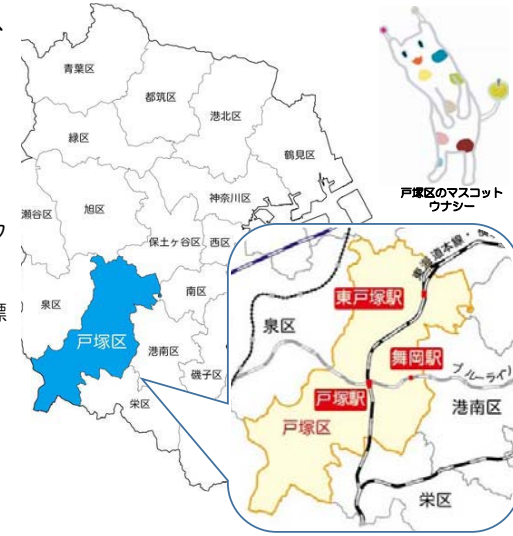 青葉区
都筑区
港北区
緑区
鶴見区
戸塚区のマスコット
ウナシー
神奈川区
瀬谷区
旭区
保土ヶ谷区
西区
泉区
南区
戸塚区
港南区
磯子区
栄区
東海道本線・
東戸塚駅
泉区
舞岡駅
ブルーライ
戸塚駅
港南区
戸塚区
栄区